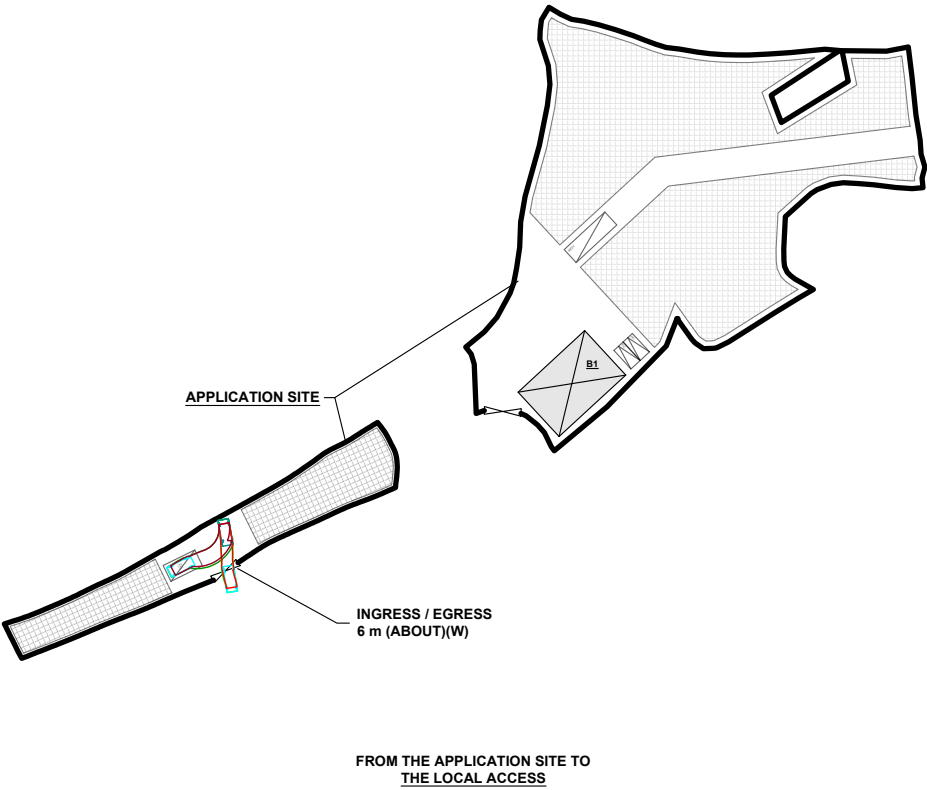 B1
APPLICATION SITE
INGRESS / EGRESS
6 m (ABOUT)(W)
FROM THE APPLICATION SITE TO
THE LOCAL ACCESS